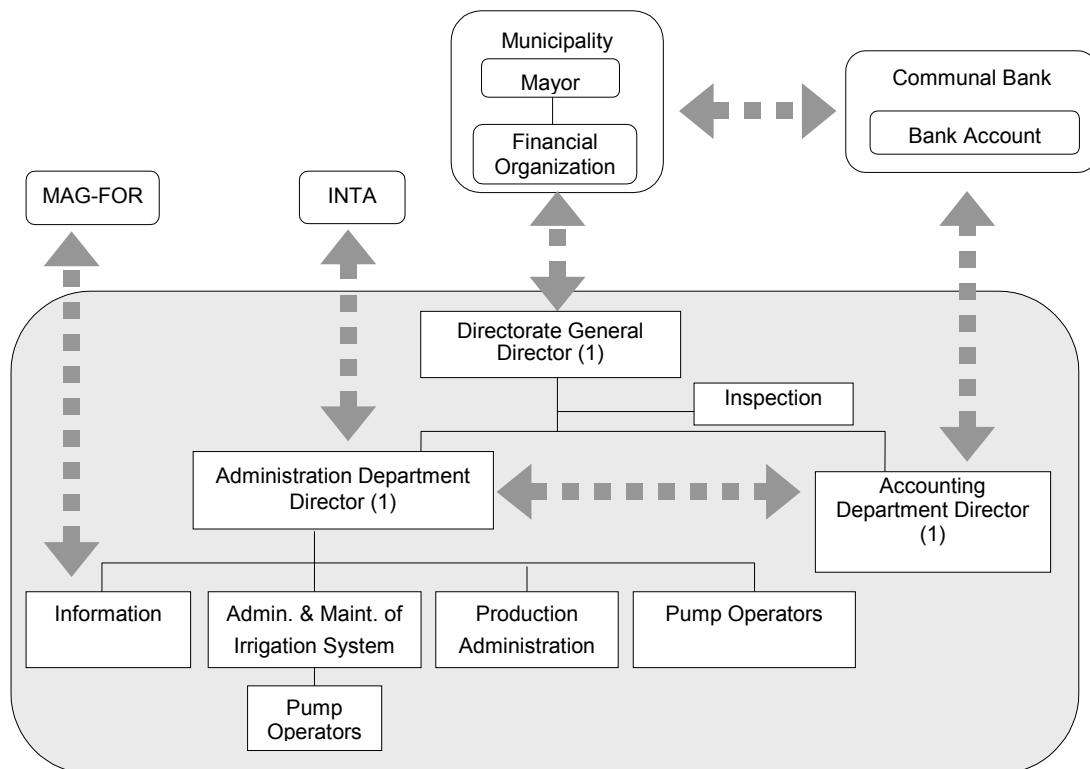 Municipality
Mayor
Financial
Organization
Communal Bank
Bank Account
MAG-FOR
INTA
Directorate General
Director (1)
Inspection
Administration Department
Director (1)
Accounting
Department Director
(1)
Information
Admin. & Maint. of
Irrigation System
Production
Administration
Pump Operators
Pump
Operators